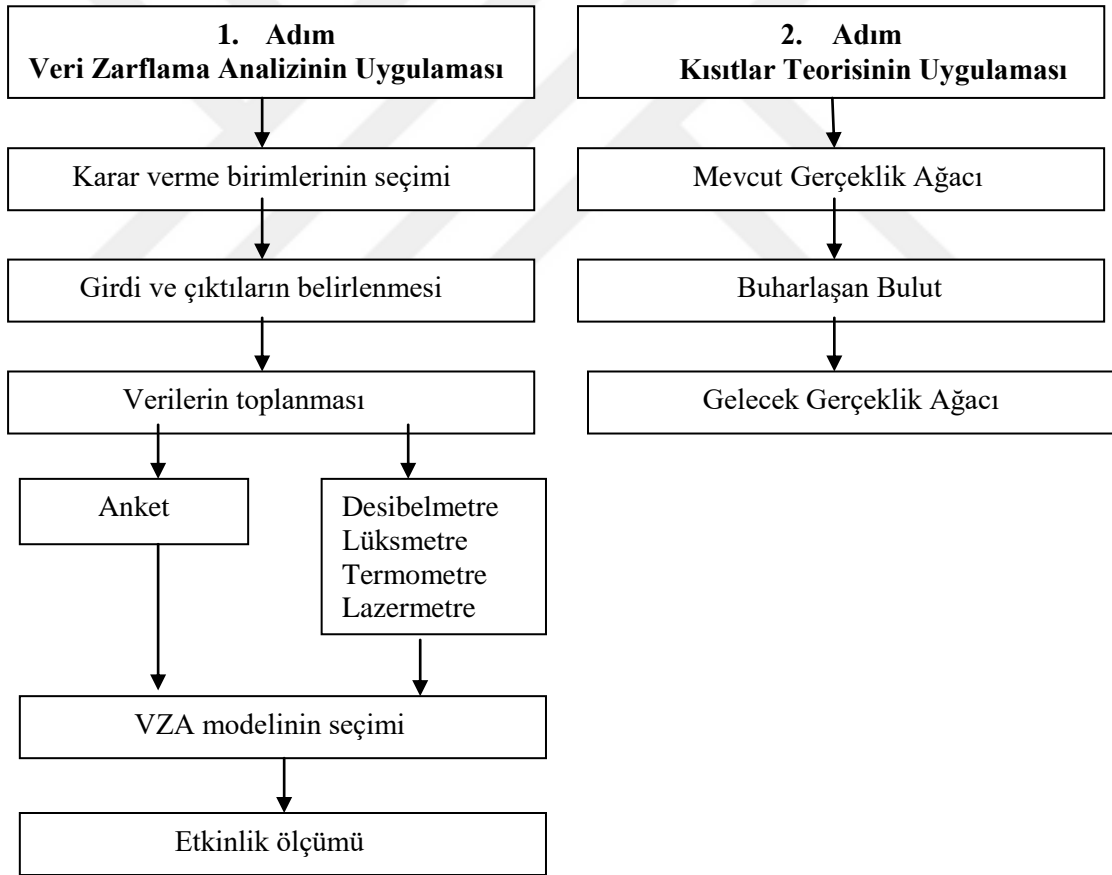 1. Adım
Veri Zarflama Analizinin Uygulaması
Karar verme birimlerinin seçimi
Girdi ve çıktıların belirlenmesi
Verilerin toplanması
Anket
Desibelmetre
Lüksmetre
Termometre
Lazermetre
VZA modelinin seçimi
Etkinlik ölçümü
2. Adım
Kısıtlar Teorisinin Uygulaması
Mevcut Gerçeklik Ağacı
Buharlaşan Bulut
Gelecek Gerçeklik Ağacı